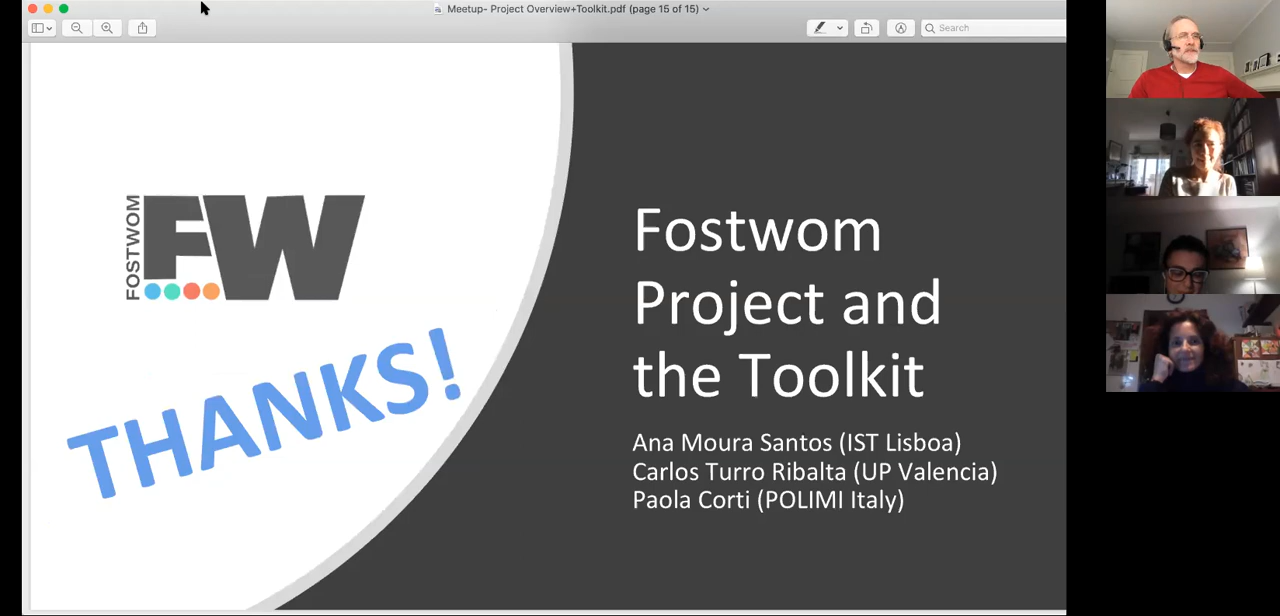 Meetup- Project Overview+Toolkit.pdf (page 15 of 15)
Search
FOSTWOM
FW
THANKS!
Fostwom
Project and
the Toolkit
Ana Moura Santos (IST Lisboa)
Carlos Turro Ribalta (UP Valencia)
Paola Corti (POLIMI Italy)